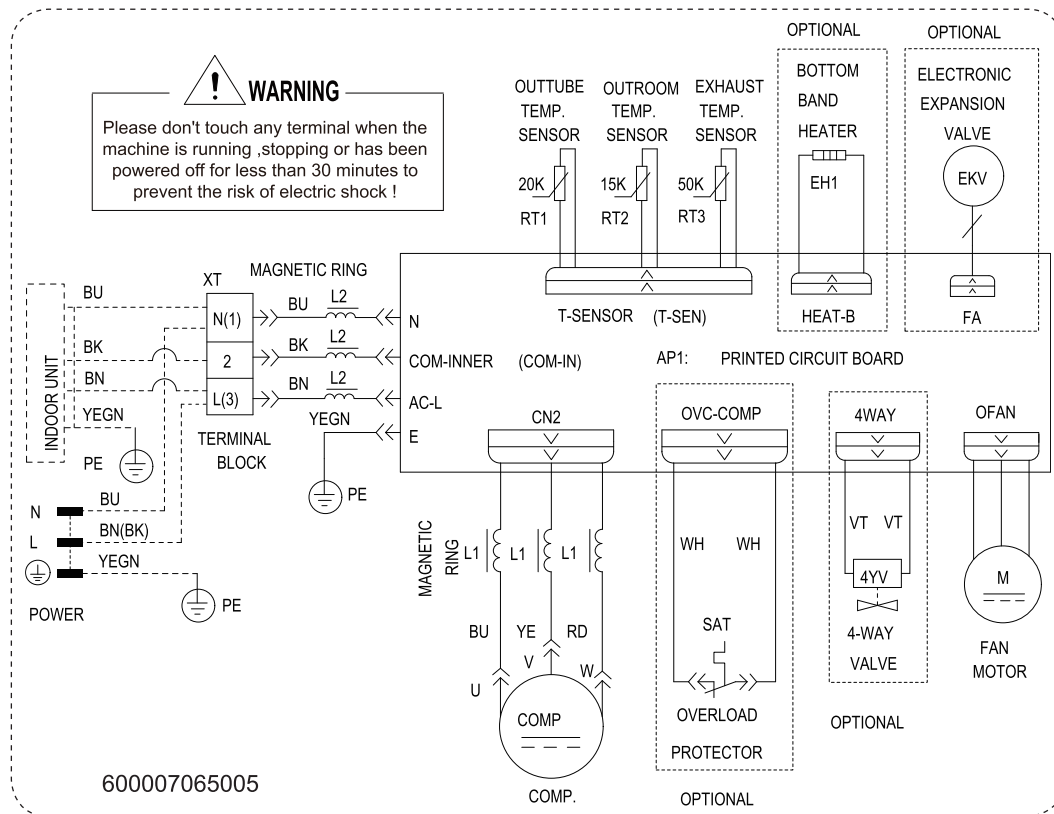 WARNING
Please don't touch any terminal when the
machine is running ,stopping or has been
powered off for less than 30 minutes to
prevent the risk of electric shock !
OUTTUBE
TEMP.
SENSOR
20K
RT1
OUTROOM
TEMP.
SENSOR
15K
RT2
EXHAUST
TEMP.
SENSOR
50K
RT3
OPTIONAL
BOTTOM
BAND
HEATER
EH1
OPTIONAL
ELECTRONIC
EXPANSION
VALVE
EKV
T-SENSOR (T-SEN)
HEAT-B
FA
INDOOR UNIT
BU
BK
BN
YEGN
PE
XT
N(1)
2
L(3)
TERMINAL
BLOCK
MAGNETIC RING
BU
L2
BK
L2
BN
L2
YEGN
PE
N
COM-INNER (COM-IN)
AC-L
E
AP1: PRINTED CIRCUIT BOARD
N
L
BU
BN(BK)
YEGN
PE
POWER
CN2
MAGNETIC
RING
L1
L1
L1
BU
YE
RD
U
V
W
COMP
COMP.
OVC-COMP
WH
WH
SAT
OVERLOAD
PROTECTOR
OPTIONAL
4WAY
VT
VT
4YV
4-WAY
VALVE
OPTIONAL
OFAN
M
FAN
MOTOR
600007065005